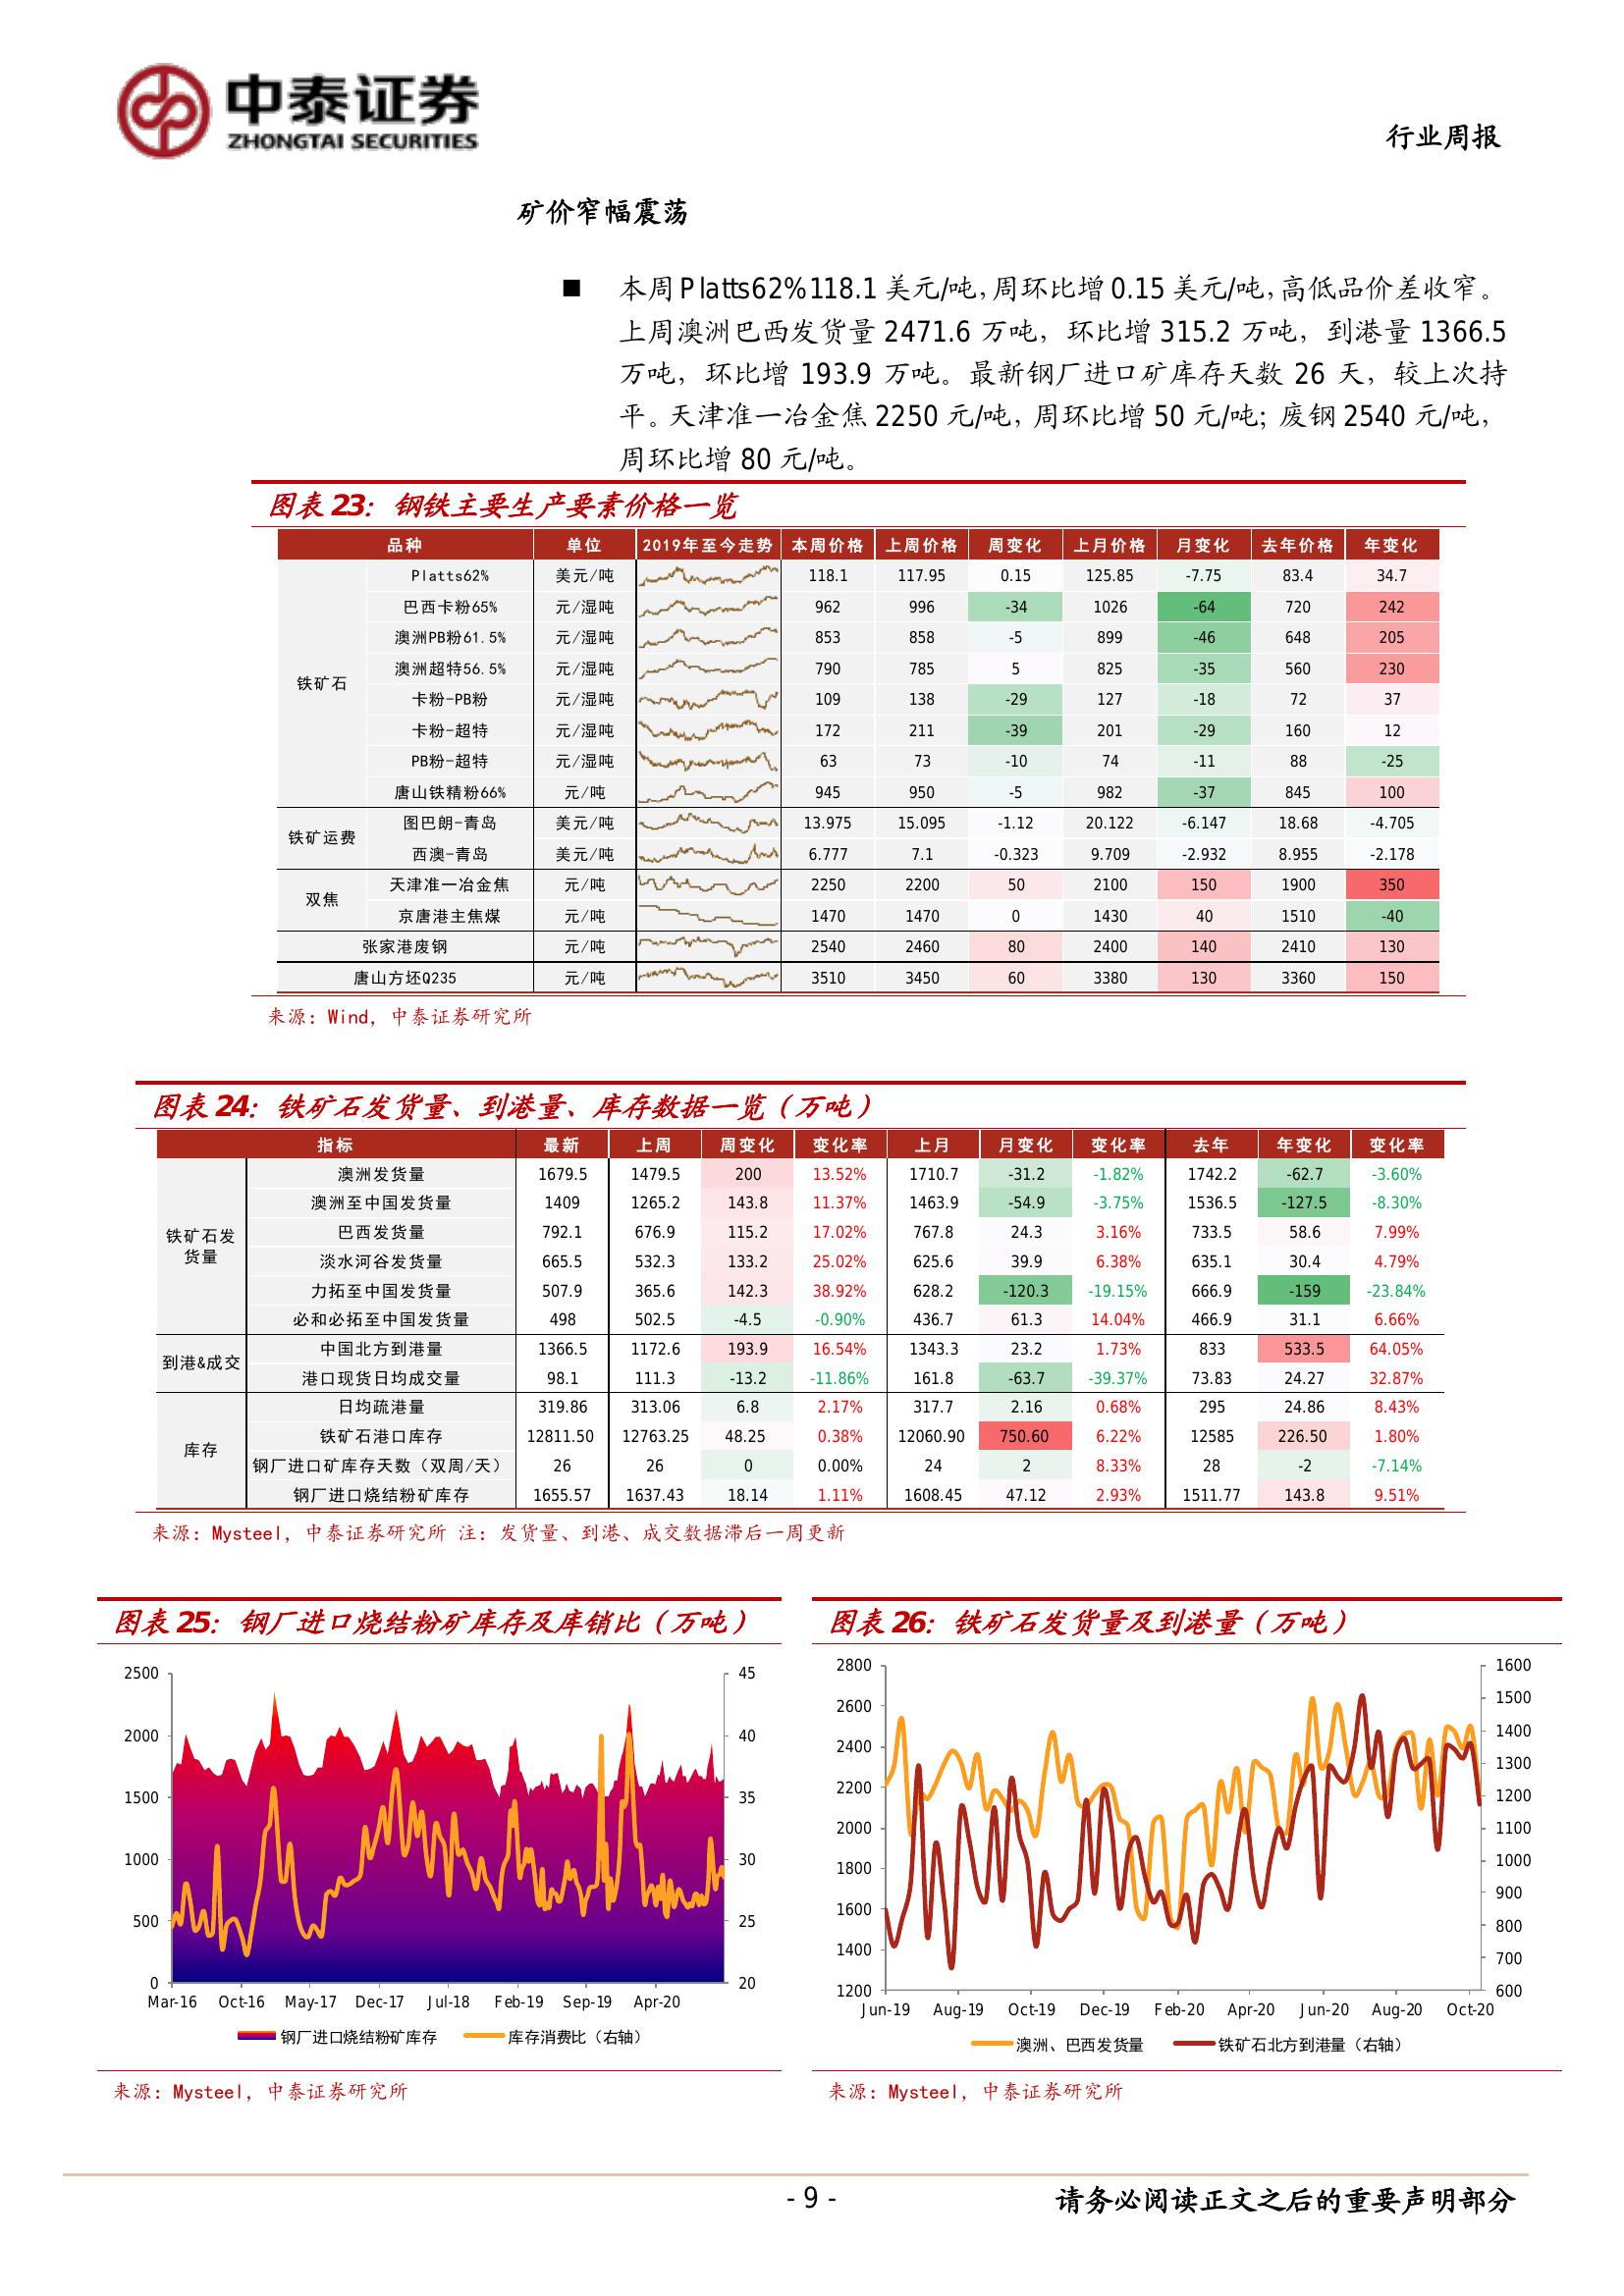 中泰证券
ZHONGTAI SECURITIES
行业周报
矿价窄幅震荡
■ 本周 Platts62%118.1 美元/吨，周环比增 0.15 美元/吨，高低品价差收窄。
上周澳洲巴西发货量 2471.6 万吨，环比增 315.2 万吨，到港量 1366.5
万吨，环比增 193.9 万吨。最新钢厂进口矿库存天数 26 天，较上次持
平。天津准一冶金焦 2250 元/吨，周环比增 50 元/吨；废钢 2540 元/吨，
周环比增 80 元/吨。
图表 23：钢铁主要生产要素价格一览
品种 单位 2019年至今走势 本周价格 上周价格 周变化 上月价格 月变化 去年价格 年变化
铁矿石
Platts62% 美元/吨 118.1 117.95 0.15 125.85 -7.75 83.4 34.7
巴西卡粉65% 元/湿吨 962 996 -34 1026 -64 720 242
澳洲PB粉61.5% 元/湿吨 853 858 -5 899 -46 648 205
澳洲超特56.5% 元/湿吨 790 785 5 825 -35 560 230
卡粉-PB粉 元/湿吨 109 138 -29 127 -18 72 37
卡粉-超特 元/湿吨 172 211 -39 201 -29 160 12
PB粉-超特 元/湿吨 63 73 -10 74 -11 88 -25
唐山铁精粉66% 元/吨 945 950 -5 982 -37 845 100
铁矿运费
图巴朗-青岛 美元/吨 13.975 15.095 -1.12 20.122 -6.147 18.68 -4.705
西澳-青岛 美元/吨 6.777 7.1 -0.323 9.709 -2.932 8.955 -2.178
双焦
天津准一冶金焦 元/吨 2250 2200 50 2100 150 1900 350
京唐港主焦煤 元/吨 1470 1470 0 1430 40 1510 -40
张家港废钢 元/吨 2540 2460 80 2400 140 2410 130
唐山方坯Q235 元/吨 3510 3450 60 3380 130 3360 150
来源：Wind，中泰证券研究所
图表 24：铁矿石发货量、到港量、库存数据一览（万吨）
指标 最新 上周 周变化 变化率 上月 月变化 变化率 去年 年变化 变化率
铁矿石发
货量
澳洲发货量 1679.5 1479.5 200 13.52% 1710.7 -31.2 -1.82% 1742.2 -62.7 -3.60%
澳洲至中国发货量 1409 1265.2 143.8 11.37% 1463.9 -54.9 -3.75% 1536.5 -127.5 -8.30%
巴西发货量 792.1 676.9 115.2 17.02% 767.8 24.3 3.16% 733.5 58.6 7.99%
淡水河谷发货量 665.5 532.3 133.2 25.02% 625.6 39.9 6.38% 635.1 30.4 4.79%
力拓至中国发货量 507.9 365.6 142.3 38.92% 628.2 -120.3 -19.15% 666.9 -159 -23.84%
必和必拓至中国发货量 498 502.5 -4.5 -0.90% 436.7 61.3 14.04% 466.9 31.1 6.66%
到港&成交
中国北方到港量 1366.5 1172.6 193.9 16.54% 1343.3 23.2 1.73% 833 533.5 64.05%
港口现货日均成交量 98.1 111.3 -13.2 -11.86% 161.8 -63.7 -39.37% 73.83 24.27 32.87%
库存
日均疏港量 319.86 313.06 6.8 2.17% 317.7 2.16 0.68% 295 24.86 8.43%
铁矿石港口库存 12811.50 12763.25 48.25 0.38% 12060.90 750.60 6.22% 12585 226.50 1.80%
钢厂进口矿库存天数（双周/天） 26 26 0 0.00% 24 2 8.33% 28 -2 -7.14%
钢厂进口烧结粉矿库存 1655.57 1637.43 18.14 1.11% 1608.45 47.12 2.93% 1511.77 143.8 9.51%
来源：Mysteel，中泰证券研究所 注：发货量、到港、成交数据滞后一周更新
图表 25：钢厂进口烧结粉矿库存及库销比（万吨）
2500 45
2000 40
1500 35
1000 30
500 25
0 20
Mar-16 Oct-16 May-17 Dec-17 Jul-18 Feb-19 Sep-19 Apr-20
钢厂进口烧结粉矿库存 库存消费比（右轴）
来源：Mysteel，中泰证券研究所
图表 26：铁矿石发货量及到港量（万吨）
2800 1600
2600 1500
2400 1400
2200 1300
2000 1200
1800 1100
1600 1000
1400 900
1200 800
700
600
Jun-19 Aug-19 Oct-19 Dec-19 Feb-20 Apr-20 Jun-20 Aug-20 Oct-20
澳洲、巴西发货量 铁矿石北方到港量（右轴）
来源：Mysteel，中泰证券研究所
- 9 -
请务必阅读正文之后的重要声明部分